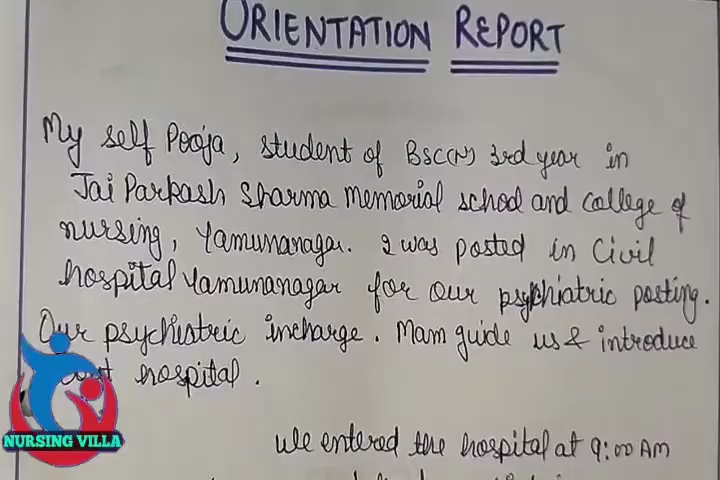 ORIENTATION REPORT
My self Pooja, student of BSC(N) 3rd year in
Jai Parkash Sharma Memorial school and college of
nursing, Yamunanagar. I was posted in Civil
hospital Yamunanagar for our psychiatric posting.
Our psychistric incharge. Mam guide us & introduce
hospital.
NURSING VILLA
We entered the hospital at 9:00 AM